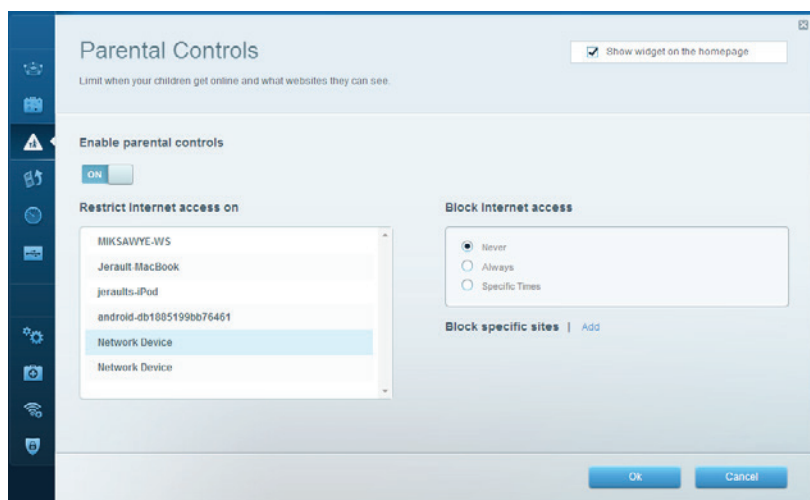 Parental Controls
Show widget on the homepage
Limit when your children get online and what websites they can see.
Enable parental controls
ON
Restrict Internet access on
MIKSAWYE-WS
Jerault-MacBook
jeraults-iPod
android-db1885199bb76461
Network Device
Network Device
Block Internet access
Never
Always
Specific Times
Block specific sites | Add
Ok
Cancel